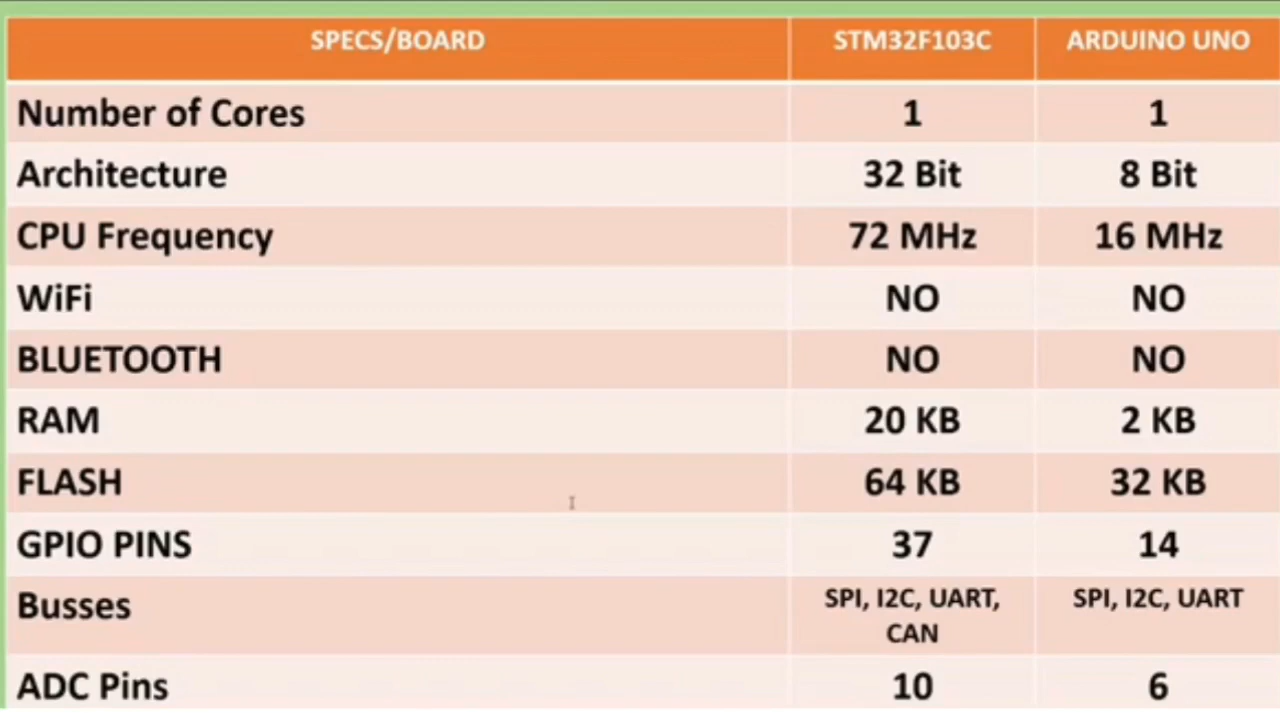 SPECS/BOARD STM32F103C ARDUINO UNO
Number of Cores 1 1
Architecture 32 Bit 8 Bit
CPU Frequency 72 MHz 16 MHz
WiFi NO NO
BLUETOOTH NO NO
RAM 20 KB 2 KB
FLASH 64 KB 32 KB
GPIO PINS 37 14
Busses SPI, I2C, UART, SPI, I2C, UART
CAN
ADC Pins 10 6